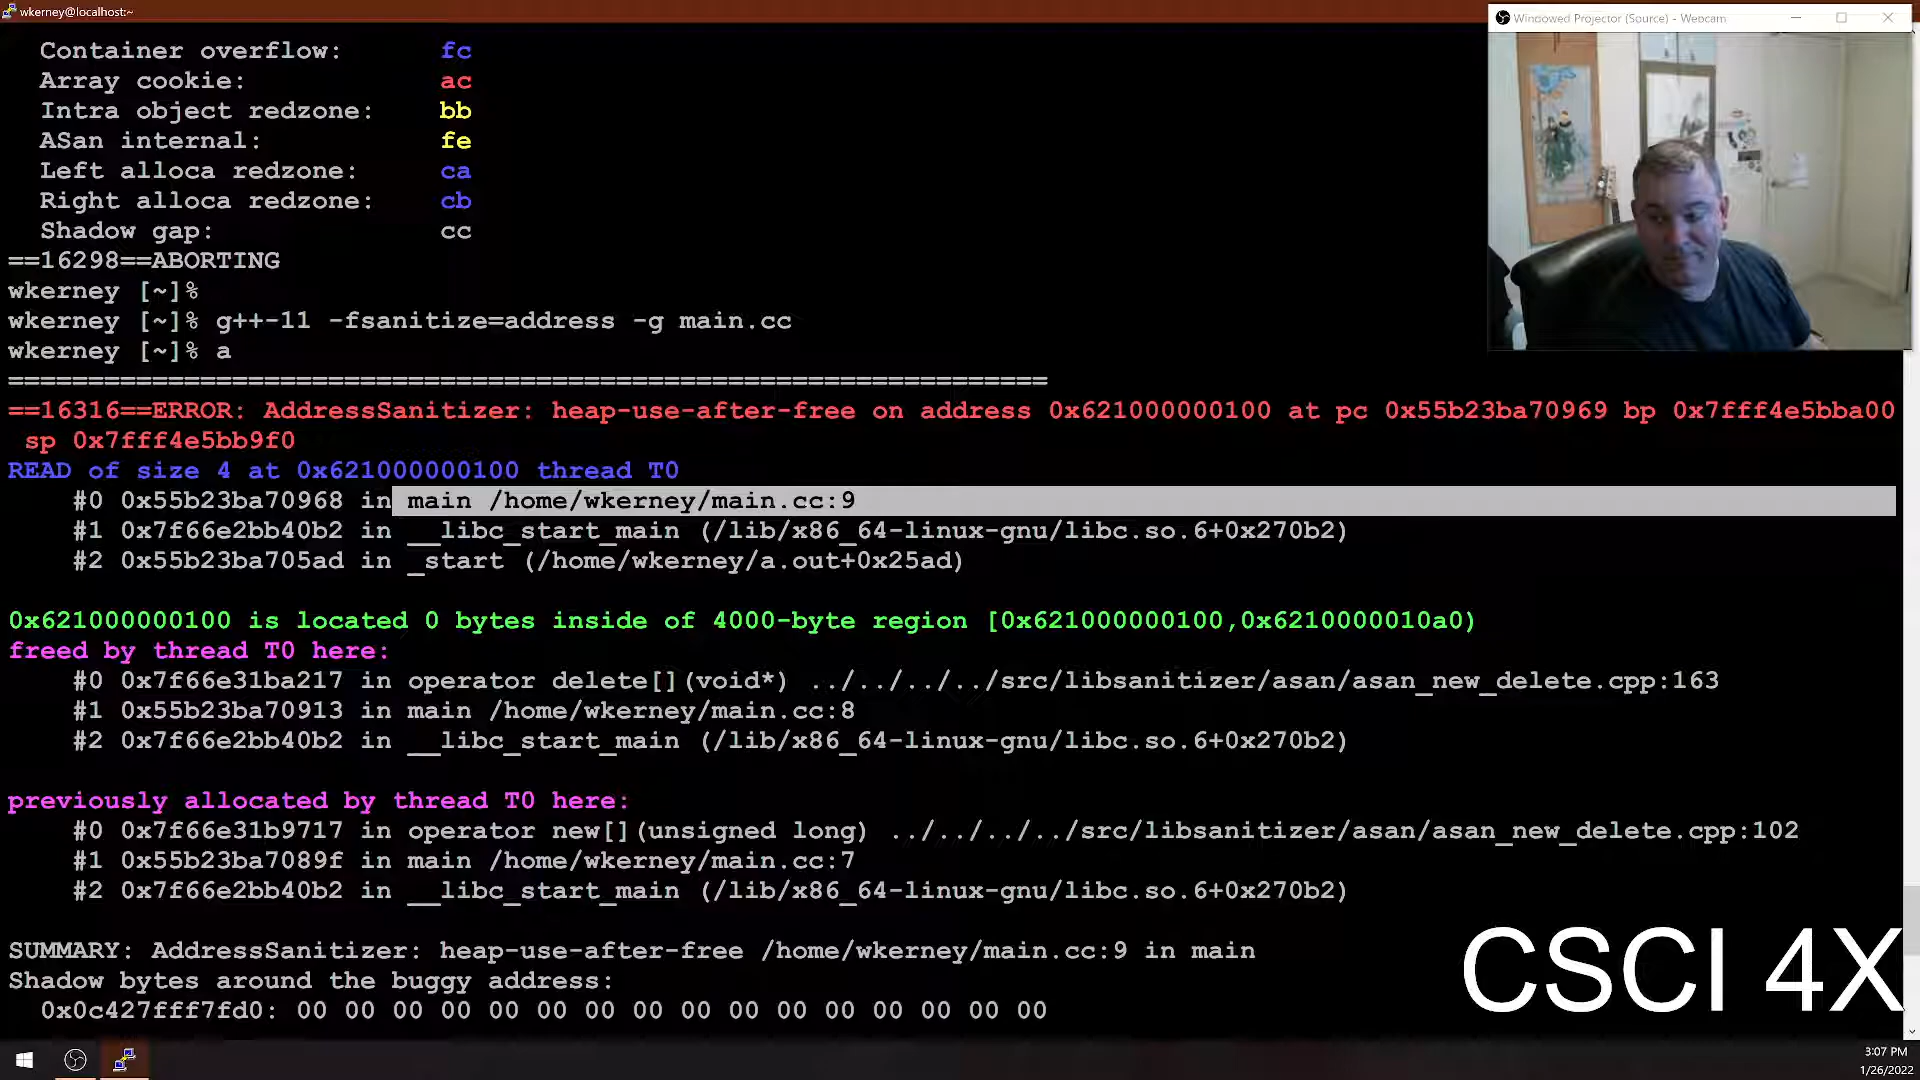 wkerney@localhost:~
Windowed Projector (Source) - Webcam
Container overflow: fc
Array cookie: ac
Intra object redzone: bb
ASan internal: fe
Left alloca redzone: ca
Right alloca redzone: cb
Shadow gap: cc
==16298==ABORTING
wkerney [~]%
wkerney [~]% g++-11 -fsanitize=address -g main.cc
wkerney [~]% a
=================================================================
==16316==ERROR: AddressSanitizer: heap-use-after-free on address 0x621000000100 at pc 0x55b23ba70969 bp 0x7fff4e5bba00
sp 0x7fff4e5bb9f0
READ of size 4 at 0x621000000100 thread T0
#0 0x55b23ba70968 in main /home/wkerney/main.cc:9
#1 0x7f66e2bb40b2 in __libc_start_main (/lib/x86_64-linux-gnu/libc.so.6+0x270b2)
#2 0x55b23ba705ad in _start (/home/wkerney/a.out+0x25ad)
0x621000000100 is located 0 bytes inside of 4000-byte region [0x621000000100,0x6210000010a0)
freed by thread T0 here:
#0 0x7f66e31ba217 in operator delete[](void*) ../../../../src/libsanitizer/asan/asan_new_delete.cpp:163
#1 0x55b23ba70913 in main /home/wkerney/main.cc:8
#2 0x7f66e2bb40b2 in __libc_start_main (/lib/x86_64-linux-gnu/libc.so.6+0x270b2)
previously allocated by thread T0 here:
#0 0x7f66e31b9717 in operator new[](unsigned long) ../../../../src/libsanitizer/asan/asan_new_delete.cpp:102
#1 0x55b23ba7089f in main /home/wkerney/main.cc:7
#2 0x7f66e2bb40b2 in __libc_start_main (/lib/x86_64-linux-gnu/libc.so.6+0x270b2)
SUMMARY: AddressSanitizer: heap-use-after-free /home/wkerney/main.cc:9 in main
Shadow bytes around the buggy address:
0x0c427fff7fd0: 00 00 00 00 00 00 00 00 00 00 00 00 00 00 00 00
CSCI 4X
3:07 PM
1/26/2022